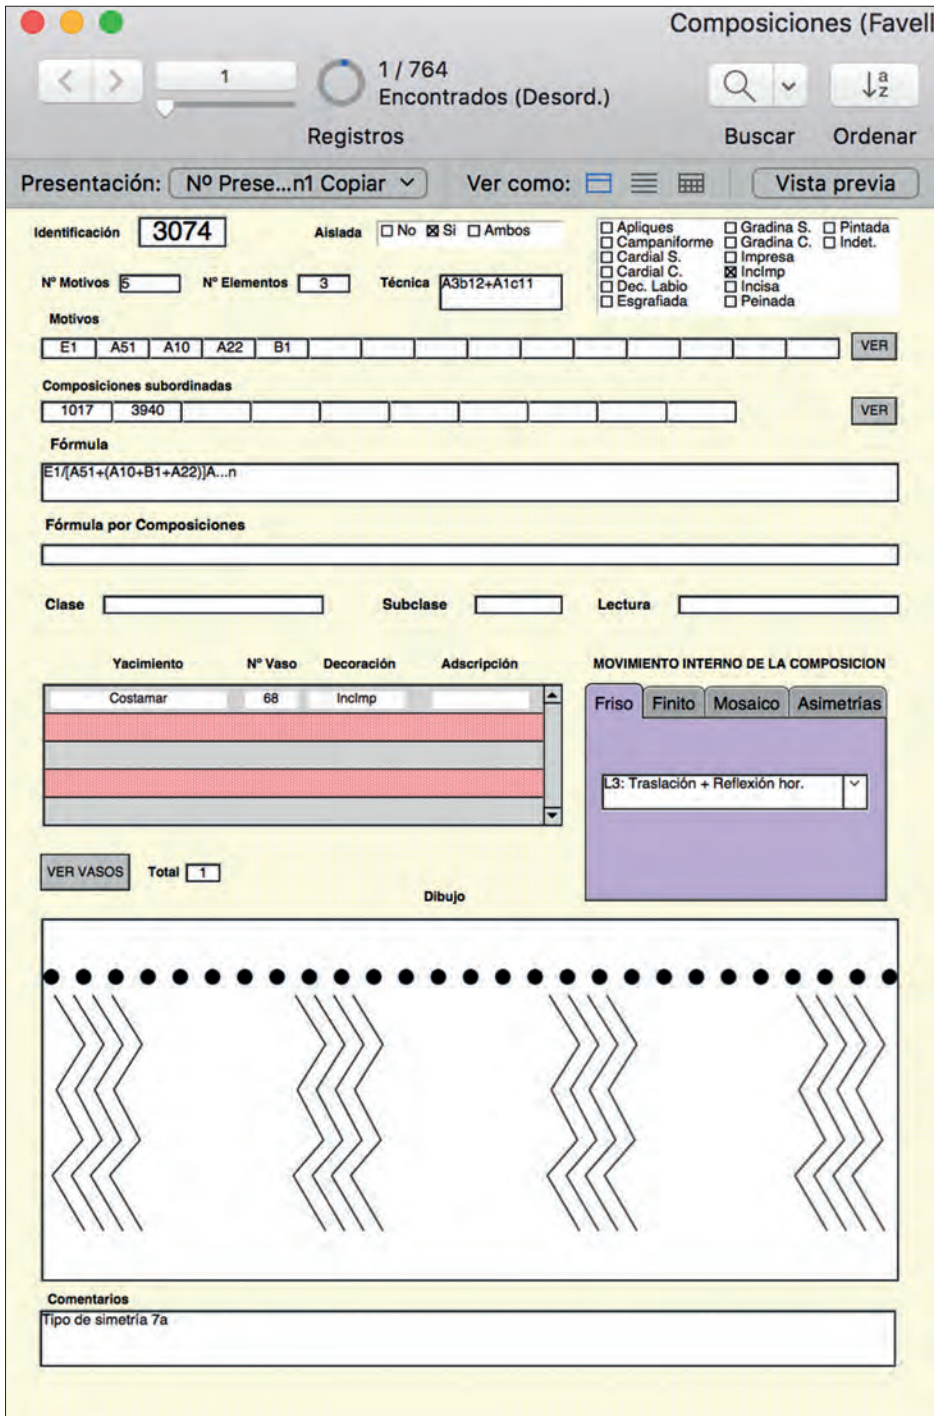 Composiciones (Favell
1
1 / 764
Encontrados (Desord.)
Registros
Buscar
Ordenar
Presentación:
Nº Prese...n1 Copiar
Ver como:
Vista previa
Identificación 3074
Aislada No Si Ambos
Apliques Gradina S. Pintada
Campaniforme Gradina C. Indet.
Cardial S. Impresa
Cardial C. IncImp
Dec. Labio Incisa
Esgrafiada Peinada
Nº Motivos 5 Nº Elementos 3 Técnica A3b12+A1c11
Motivos
E1 A51 A10 A22 B1 VER
Composiciones subordinadas
1017 3940 VER
Fórmula
E1/[A51+(A10+B1+A22)]A...n
Fórmula por Composiciones
Clase Subclase Lectura
Yacimiento Nº Vaso Decoración Adscripción
Costamar 68 IncImp
MOVIMIENTO INTERNO DE LA COMPOSICION
Friso Finito Mosaico Asimetrías
L3: Traslación + Reflexión hor.
VER VASOS Total 1
Dibujo
Comentarios
Tipo de simetría 7a